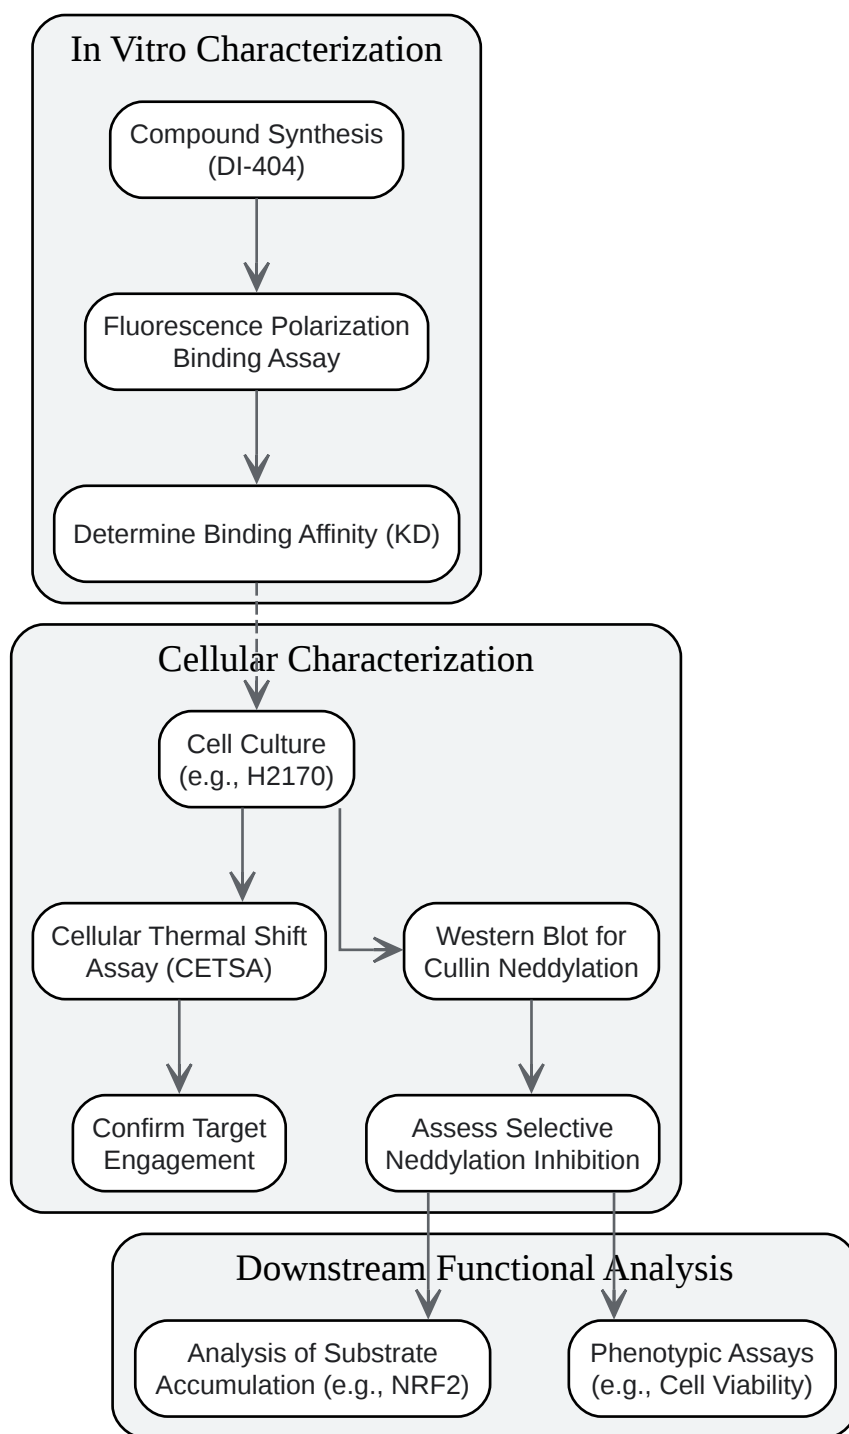 In Vitro Characterization
Compound Synthesis
(DI-404)
Fluorescence Polarization
Binding Assay
Determine Binding Affinity (KD)
Cellular Characterization
Cell Culture
(e.g., H2170)
Cellular Thermal Shift
Assay (CETSA)
Western Blot for
Cullin Neddylation
Confirm Target
Engagement
Assess Selective
Neddylation Inhibition
Downstream Functional Analysis
Analysis of Substrate
Accumulation (e.g., NRF2)
Phenotypic Assays
(e.g., Cell Viability)